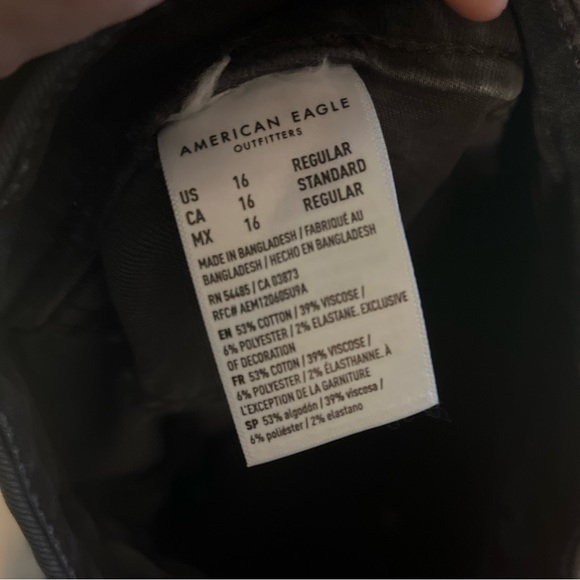 AMERICAN EAGLE
OUTFITTERS
US 16 REGULAR
CA 16 STANDARD
MX 16 REGULAR
MADE IN BANGLADESH / FABRIQUÉ AU
BANGLADESH / HECHO EN BANGLADESH
RN 54485 / CA 03873
RFC# AEM120605U9A
EN 53% COTTON / 39% VISCOSE /
6% POLYESTER / 2% ELASTANE. EXCLUSIVE
OF DECORATION
FR 53% COTON / 39% VISCOSE /
6% POLYESTER / 2% ÉLASTHANNE. À
L'EXCEPTION DE LA GARNITURE
SP 53% algodón / 39% viscosa /
6% poliéster / 2% elastano